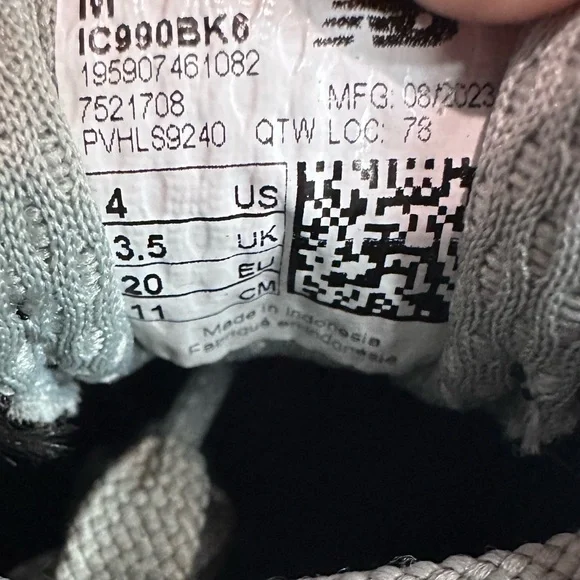 M
IC990BK6
195907461082
7521708 MFG: 08/2023
PVHLS9240 QTW LOC: 78
4 US
3.5 UK
20 EU
11 CM
Made in Indonesia
Fabriqué en Indonésie